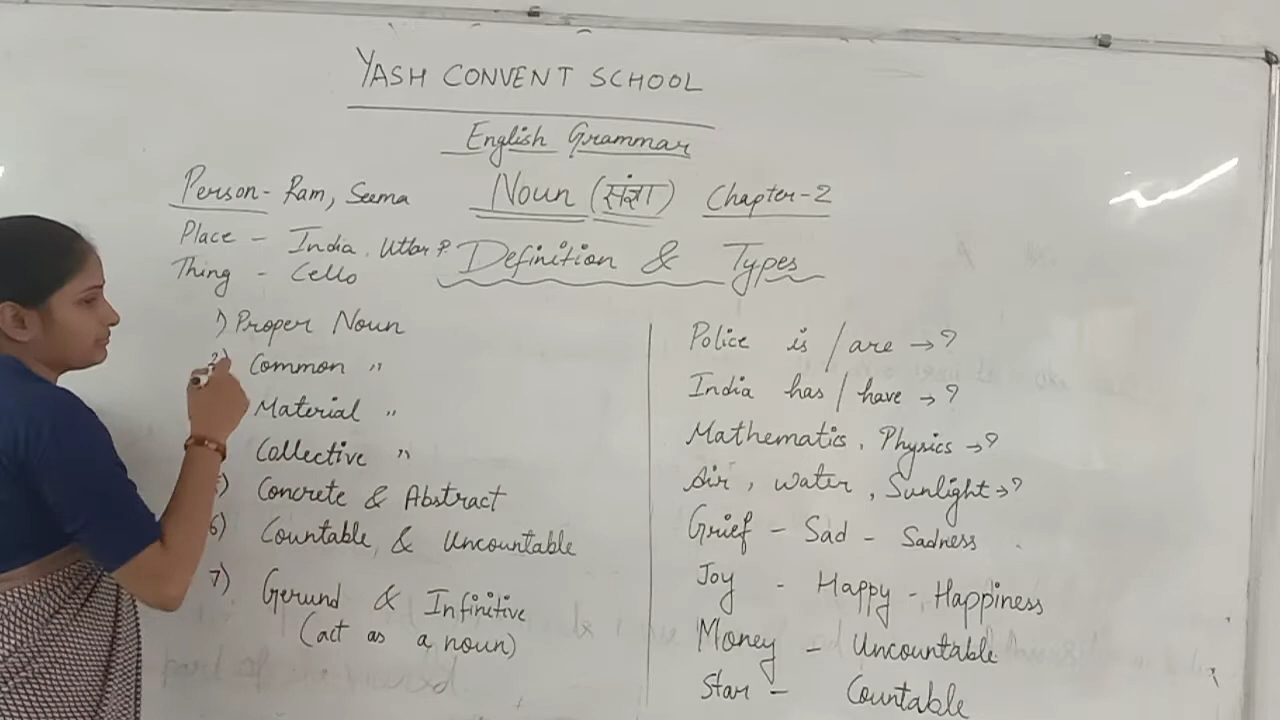 YASH CONVENT SCHOOL
English Grammar
Person - Ram, Seema Noun (संज्ञा) Chapter-2
Place - India, Uttar P. Definition & Types
Thing - Cello
1) Proper Noun
2) Common "
Material "
Collective "
5) Concrete & Abstract
6) Countable & Uncountable
7) Gerund & Infinitive
(act as a noun)
Police is / are → ?
India has / have → ?
Mathematics, Physics → ?
Air, Water, Sunlight → ?
Grief - Sad - Sadness
Joy - Happy - Happiness
Money - Uncountable
Star - Countable